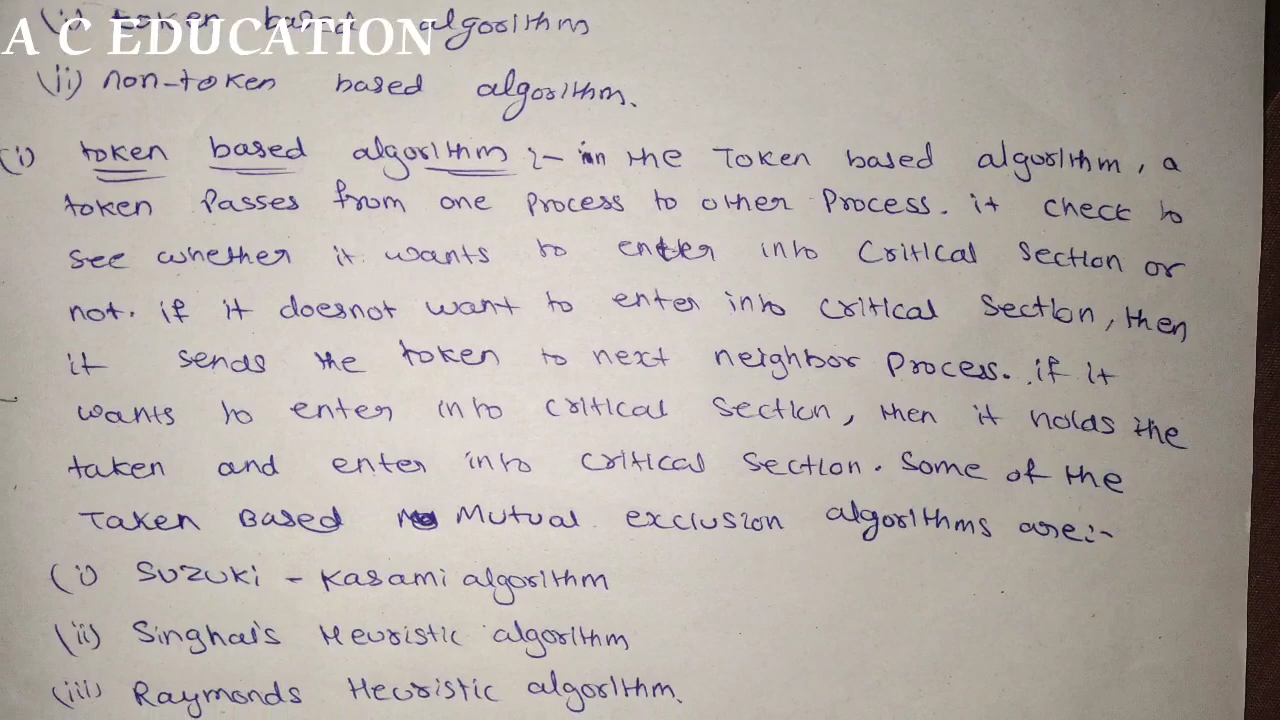 (i) token based algorithms
A C EDUCATION
(ii) non-token based algorithm.
(i) token based algorithm :- in the Token based algorithm, a
token Passes from one Process to other Process. it check to
see whether it wants to enter into Critical Section or
not. if it doesnot want to enter into critical Section, then
it sends the token to next neighbor Process. if it
wants to enter into critical Section, then it holds the
taken and enter into critical Section. Some of the
Taken Based Mutual exclusion algorithms are:-
(i) Suzuki - Kasami algorithm
(ii) Singhal's Heuristic algorithm
(iii) Raymonds Heuristic algorithm.